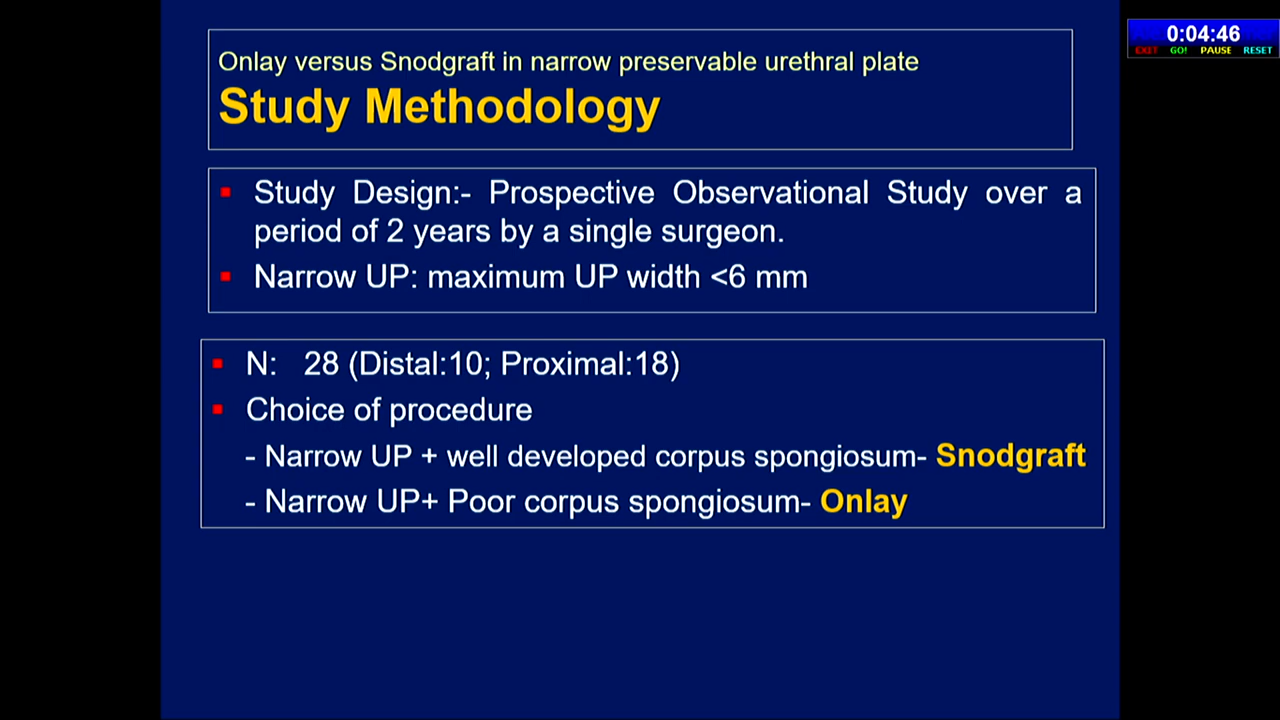 0:04:46
EXIT GO! PAUSE RESET
Onlay versus Snodgraft in narrow preservable urethral plate
Study Methodology
Study Design:- Prospective Observational Study over a
period of 2 years by a single surgeon.
Narrow UP: maximum UP width <6 mm
N: 28 (Distal:10; Proximal:18)
Choice of procedure
- Narrow UP + well developed corpus spongiosum- Snodgraft
- Narrow UP+ Poor corpus spongiosum- Onlay